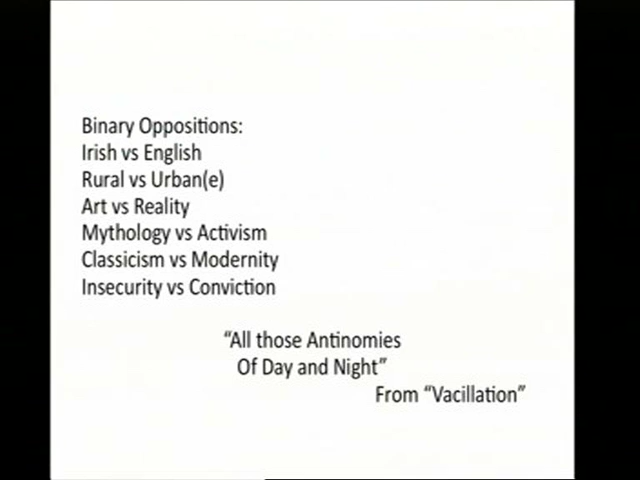 Binary Oppositions:
Irish vs English
Rural vs Urban(e)
Art vs Reality
Mythology vs Activism
Classicism vs Modernity
Insecurity vs Conviction
“All those Antinomies
Of Day and Night”
From “Vacillation”